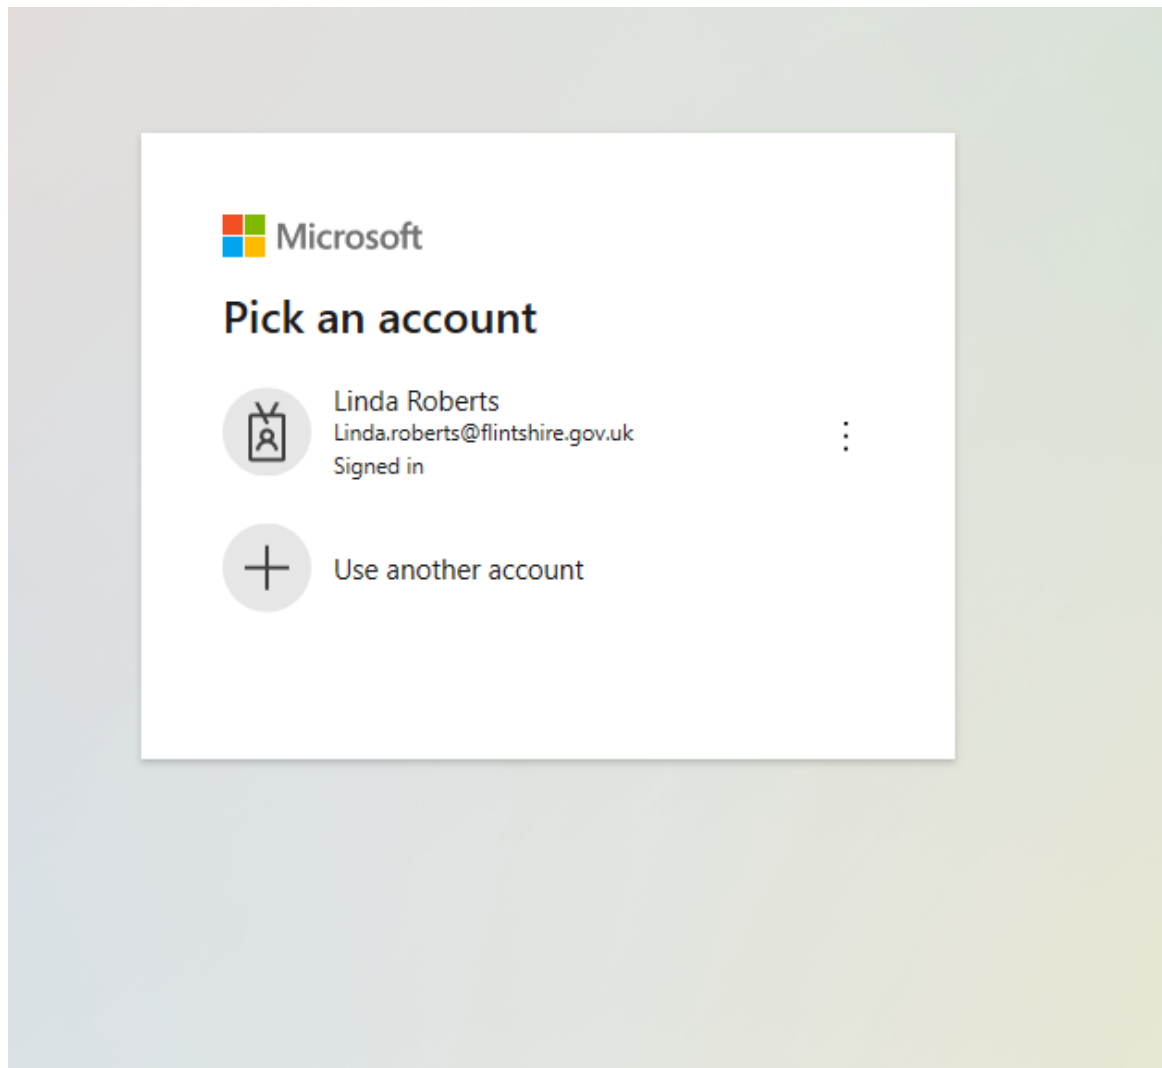 Microsoft
Pick an account
Linda Roberts
Linda.roberts@flintshire.gov.uk
Signed in
Use another account